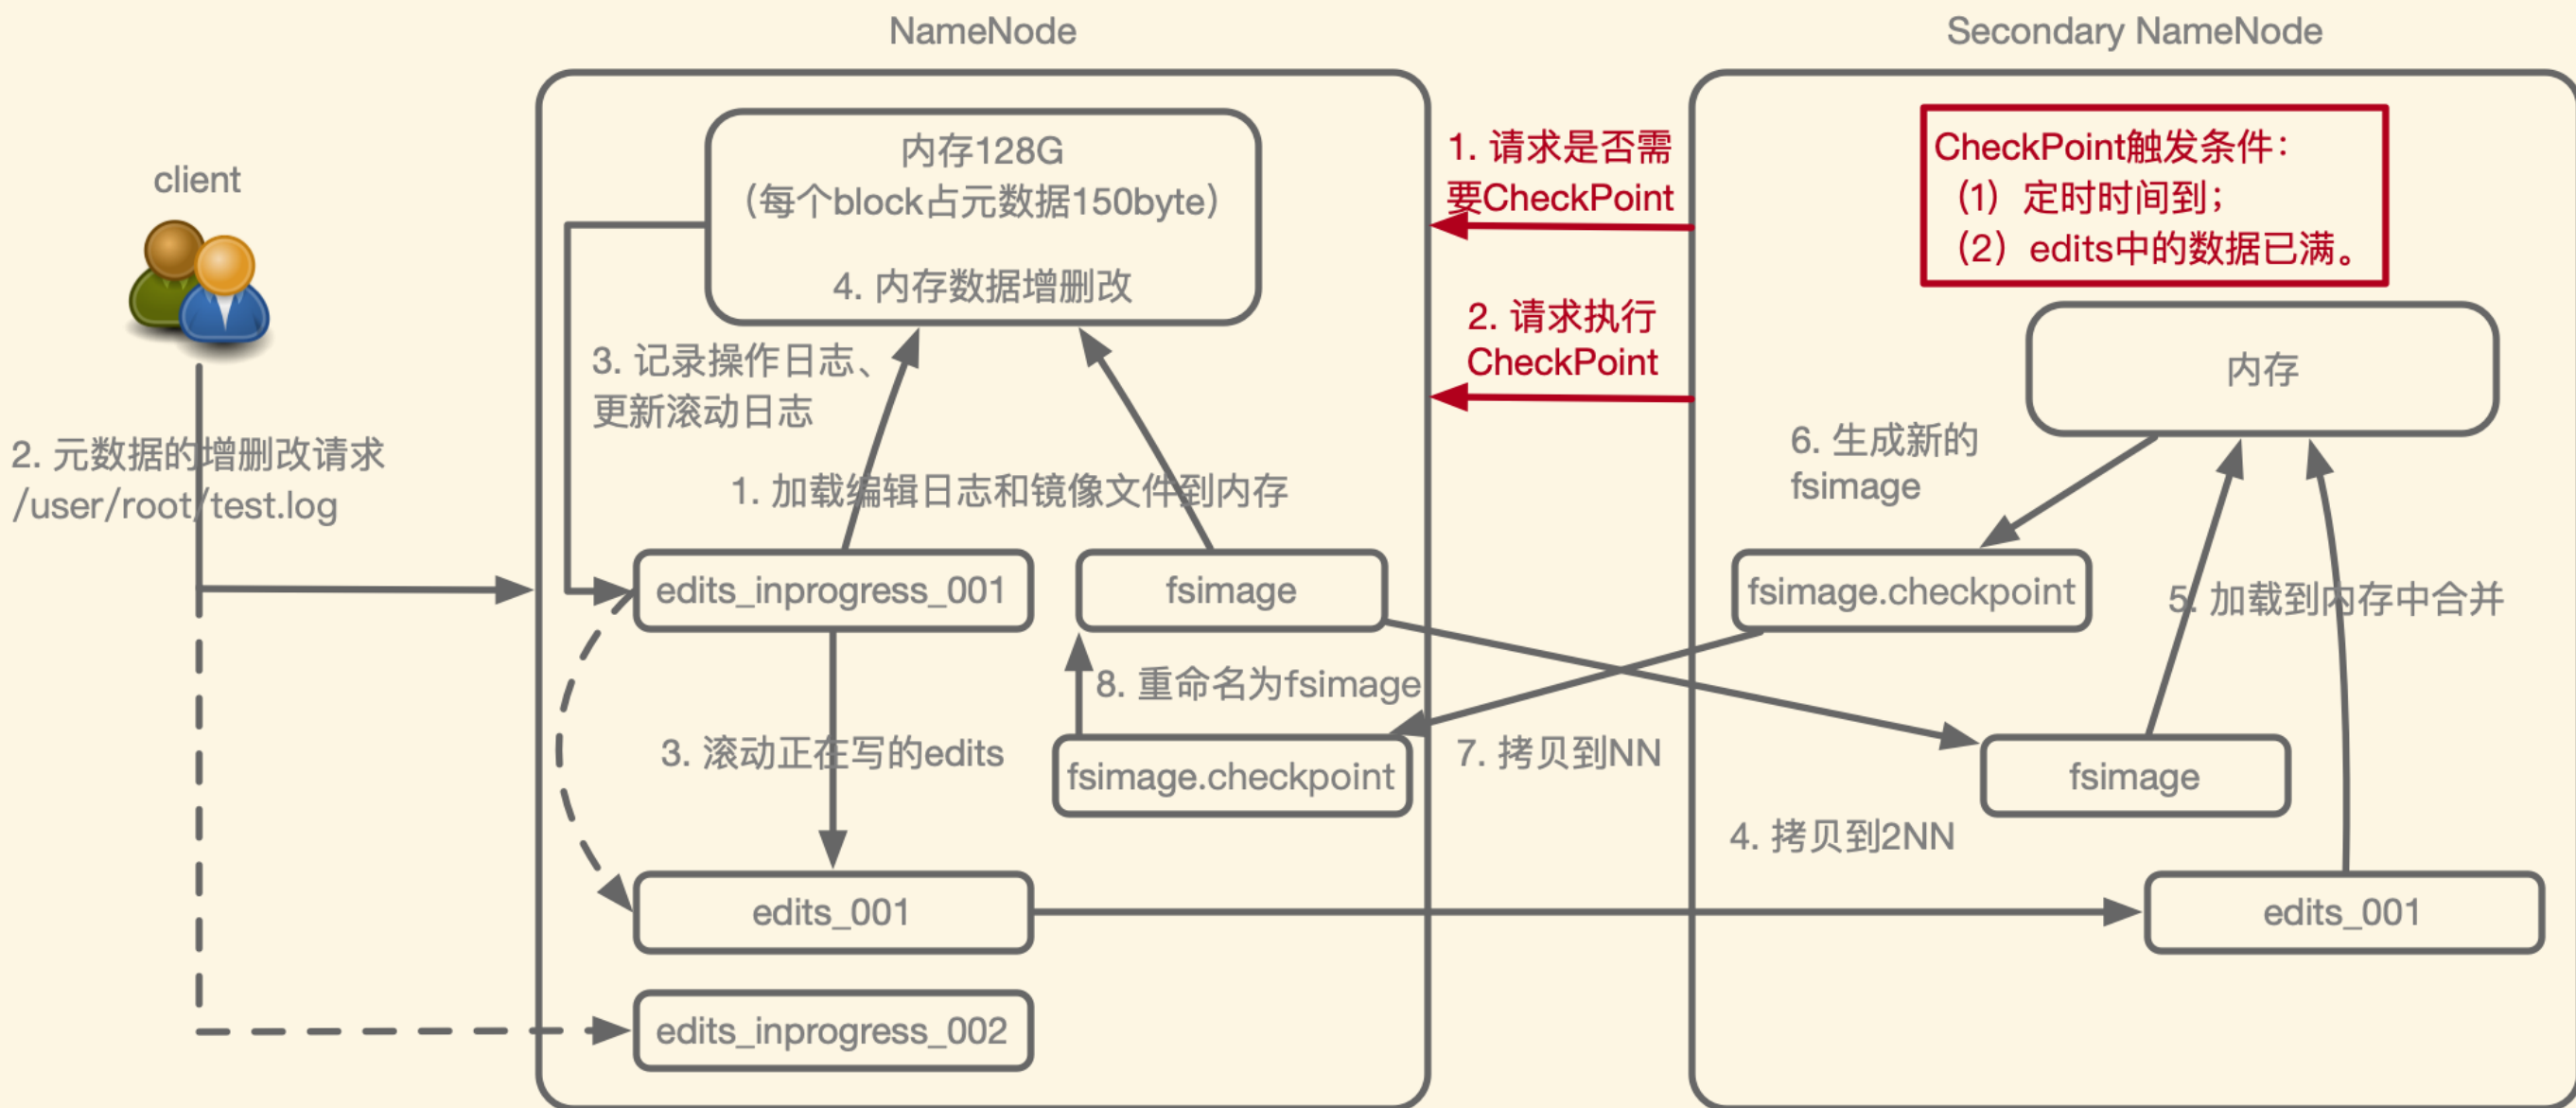 NameNode
Secondary NameNode
client
内存128G
（每个block占元数据150byte）
4. 内存数据增删改
1. 请求是否需
要CheckPoint
CheckPoint触发条件：
（1）定时时间到；
（2）edits中的数据已满。
2. 请求执行
CheckPoint
3. 记录操作日志、
更新滚动日志
内存
2. 元数据的增删改请求
/user/root/test.log
1. 加载编辑日志和镜像文件到内存
6. 生成新的
fsimage
edits_inprogress_001
fsimage
fsimage.checkpoint
5. 加载到内存中合并
8. 重命名为fsimage
3. 滚动正在写的edits
fsimage.checkpoint
7. 拷贝到NN
fsimage
4. 拷贝到2NN
edits_001
edits_001
edits_inprogress_002